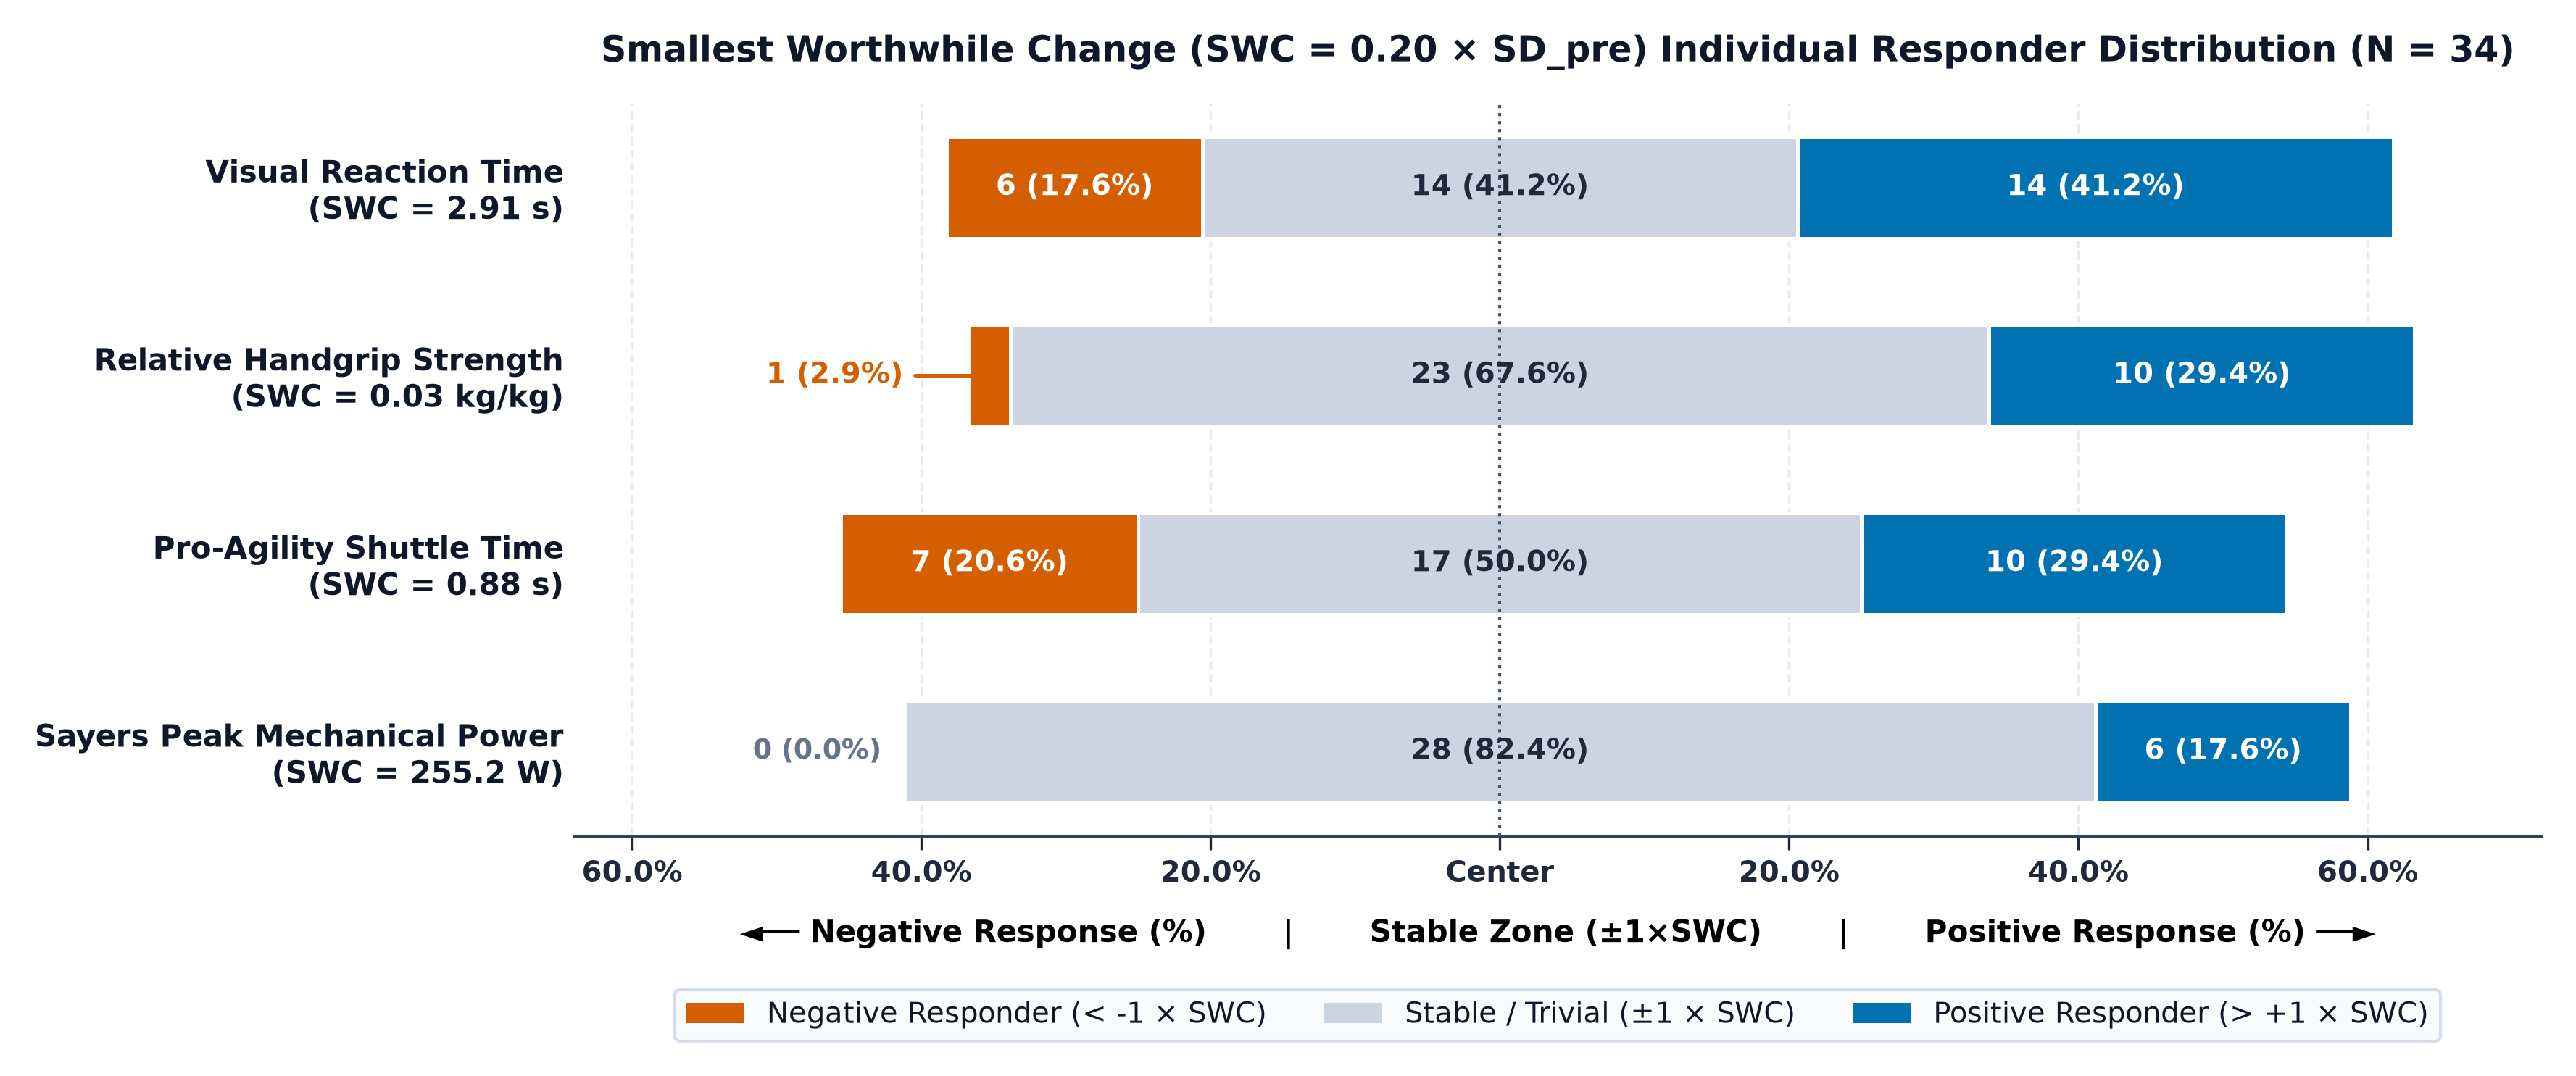 Smallest Worthwhile Change (SWC = 0.20 × SD_pre) Individual Responder Distribution (N = 34)
Visual Reaction Time
(SWC = 2.91 s)
6 (17.6%)
14 (41.2%)
14 (41.2%)
Relative Handgrip Strength
(SWC = 0.03 kg/kg)
1 (2.9%)
23 (67.6%)
10 (29.4%)
Pro-Agility Shuttle Time
(SWC = 0.88 s)
7 (20.6%)
17 (50.0%)
10 (29.4%)
Sayers Peak Mechanical Power
(SWC = 255.2 W)
0 (0.0%)
28 (82.4%)
6 (17.6%)
60.0% 40.0% 20.0% Center 20.0% 40.0% 60.0%
◄── Negative Response (%) | Stable Zone (±1×SWC) | Positive Response (%) ──►
Negative Responder (< -1 × SWC) Stable / Trivial (±1 × SWC) Positive Responder (> +1 × SWC)